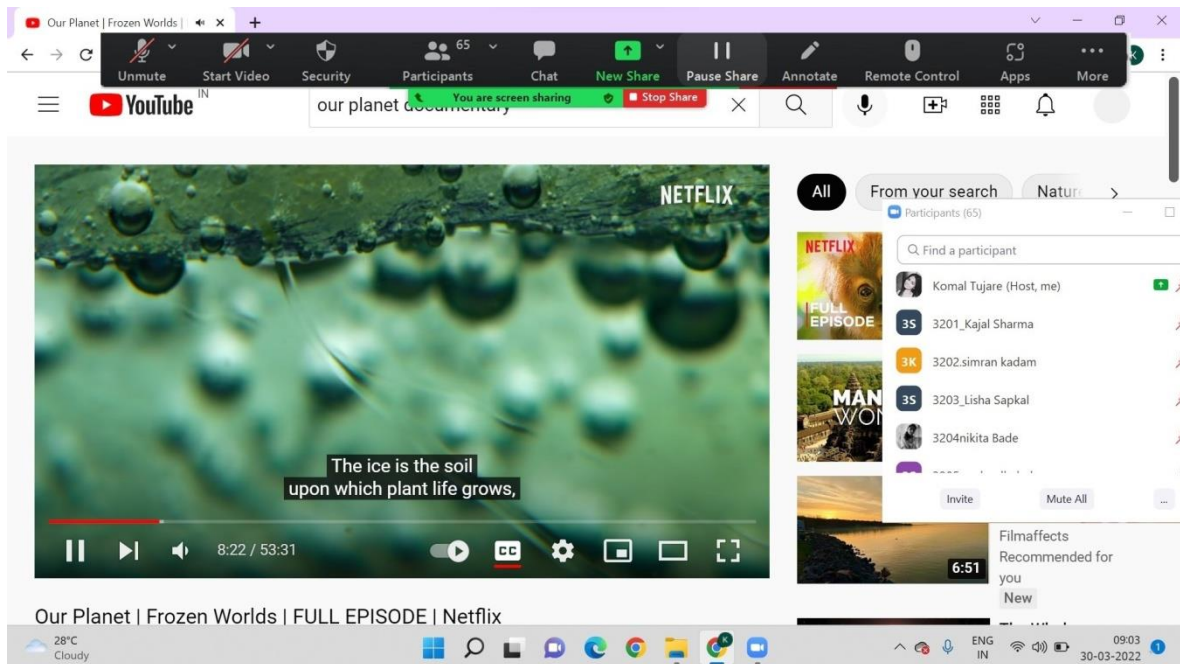 Our Planet | Frozen Worlds |
Unmute
Start Video
Security
65
Participants
Chat
New Share
Pause Share
Annotate
Remote Control
Apps
More
You are screen sharing
Stop Share
YouTube IN
our planet documentary
NETFLIX
The ice is the soil
upon which plant life grows,
8:22 / 53:31
CC
Our Planet | Frozen Worlds | FULL EPISODE | Netflix
All
From your search
Natur
NETFLIX
FULL
EPISODE
MAN
WO
6:51
Filmaffects
Recommended for
you
New
Participants (65)
Find a participant
Komal Tujare (Host, me)
3S
3201_Kajal Sharma
3K
3202.simran kadam
3S
3203_Lisha Sapkal
3204nikita Bade
Invite
Mute All
...
28°C
Cloudy
K
ENG
IN
09:03
30-03-2022
1